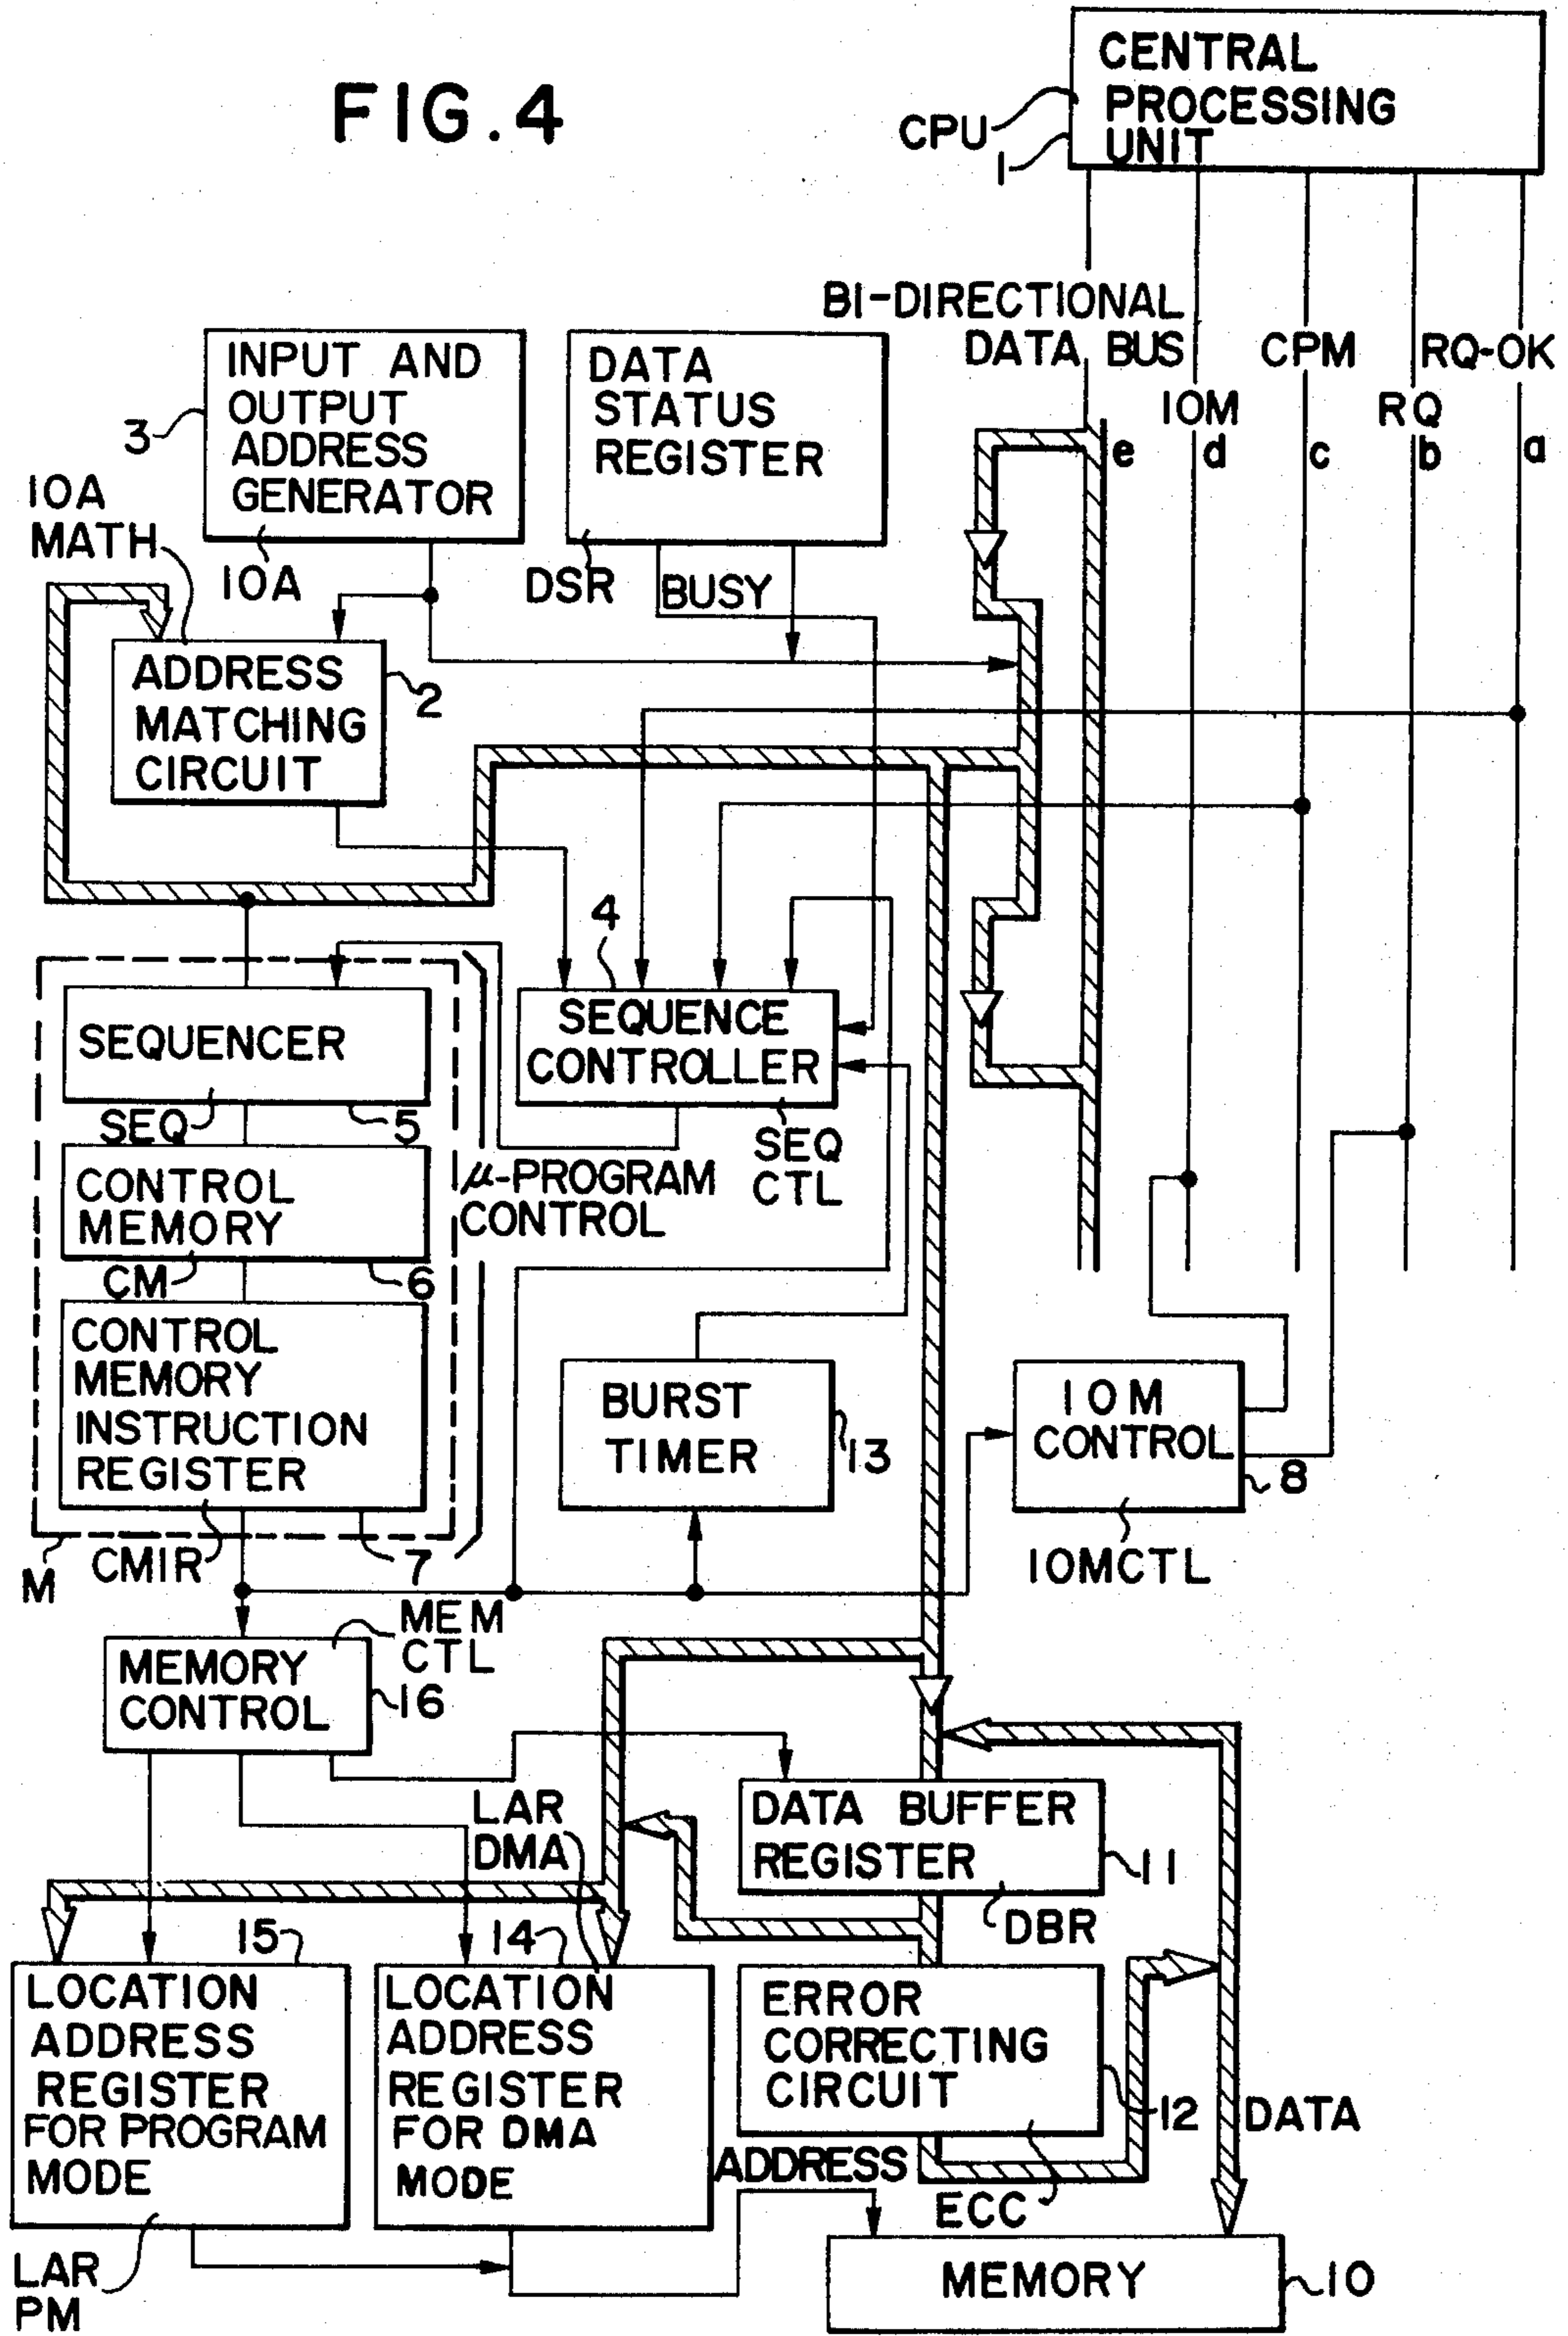 FIG.4
CENTRAL
PROCESSING
UNIT
CPU
1
BI-DIRECTIONAL
DATA BUS
CPM
RQ-OK
IOM
RQ
e
d
c
b
a
INPUT AND
OUTPUT
ADDRESS
GENERATOR
3
IOA
DATA
STATUS
REGISTER
DSR
BUSY
IOA
MATH
ADDRESS
MATCHING
CIRCUIT
2
4
SEQUENCE
CONTROLLER
SEQ
CTL
SEQUENCER
SEQ
5
CONTROL
MEMORY
CM
6
μ-PROGRAM
CONTROL
CONTROL
MEMORY
INSTRUCTION
REGISTER
CMIR
7
M
BURST
TIMER
13
IOM
CONTROL
8
IOMCTL
MEM
CTL
MEMORY
CONTROL
16
LAR
DMA
DATA BUFFER
REGISTER
11
DBR
15
LOCATION
ADDRESS
REGISTER
FOR PROGRAM
MODE
LAR
PM
14
LOCATION
ADDRESS
REGISTER
FOR DMA
MODE
ERROR
CORRECTING
CIRCUIT
12
DATA
ADDRESS
ECC
MEMORY
10